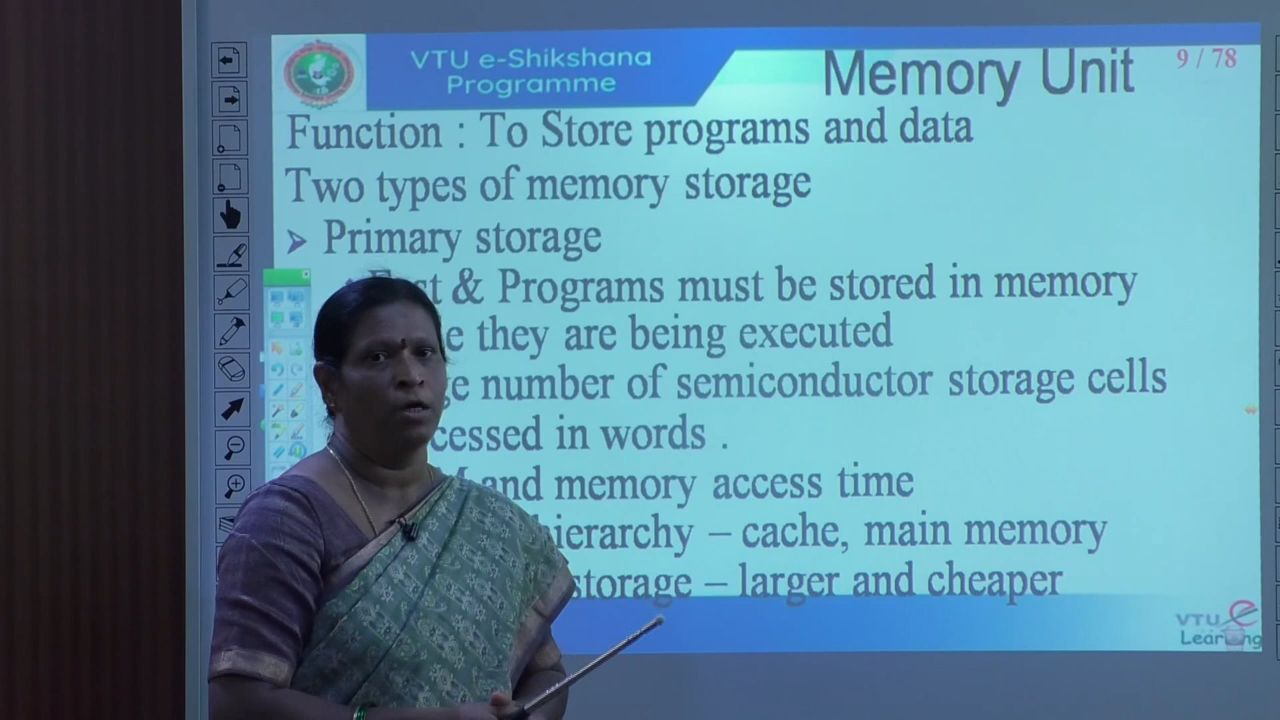 VTU e-Shikshana
Programme
Memory Unit
9 / 78
Function : To Store programs and data
Two types of memory storage
➢ Primary storage
& Programs must be stored in memory
they are being executed
number of semiconductor storage cells
in words .
and memory access time
hierarchy – cache, main memory
storage – larger and cheaper
VTU e
Learning